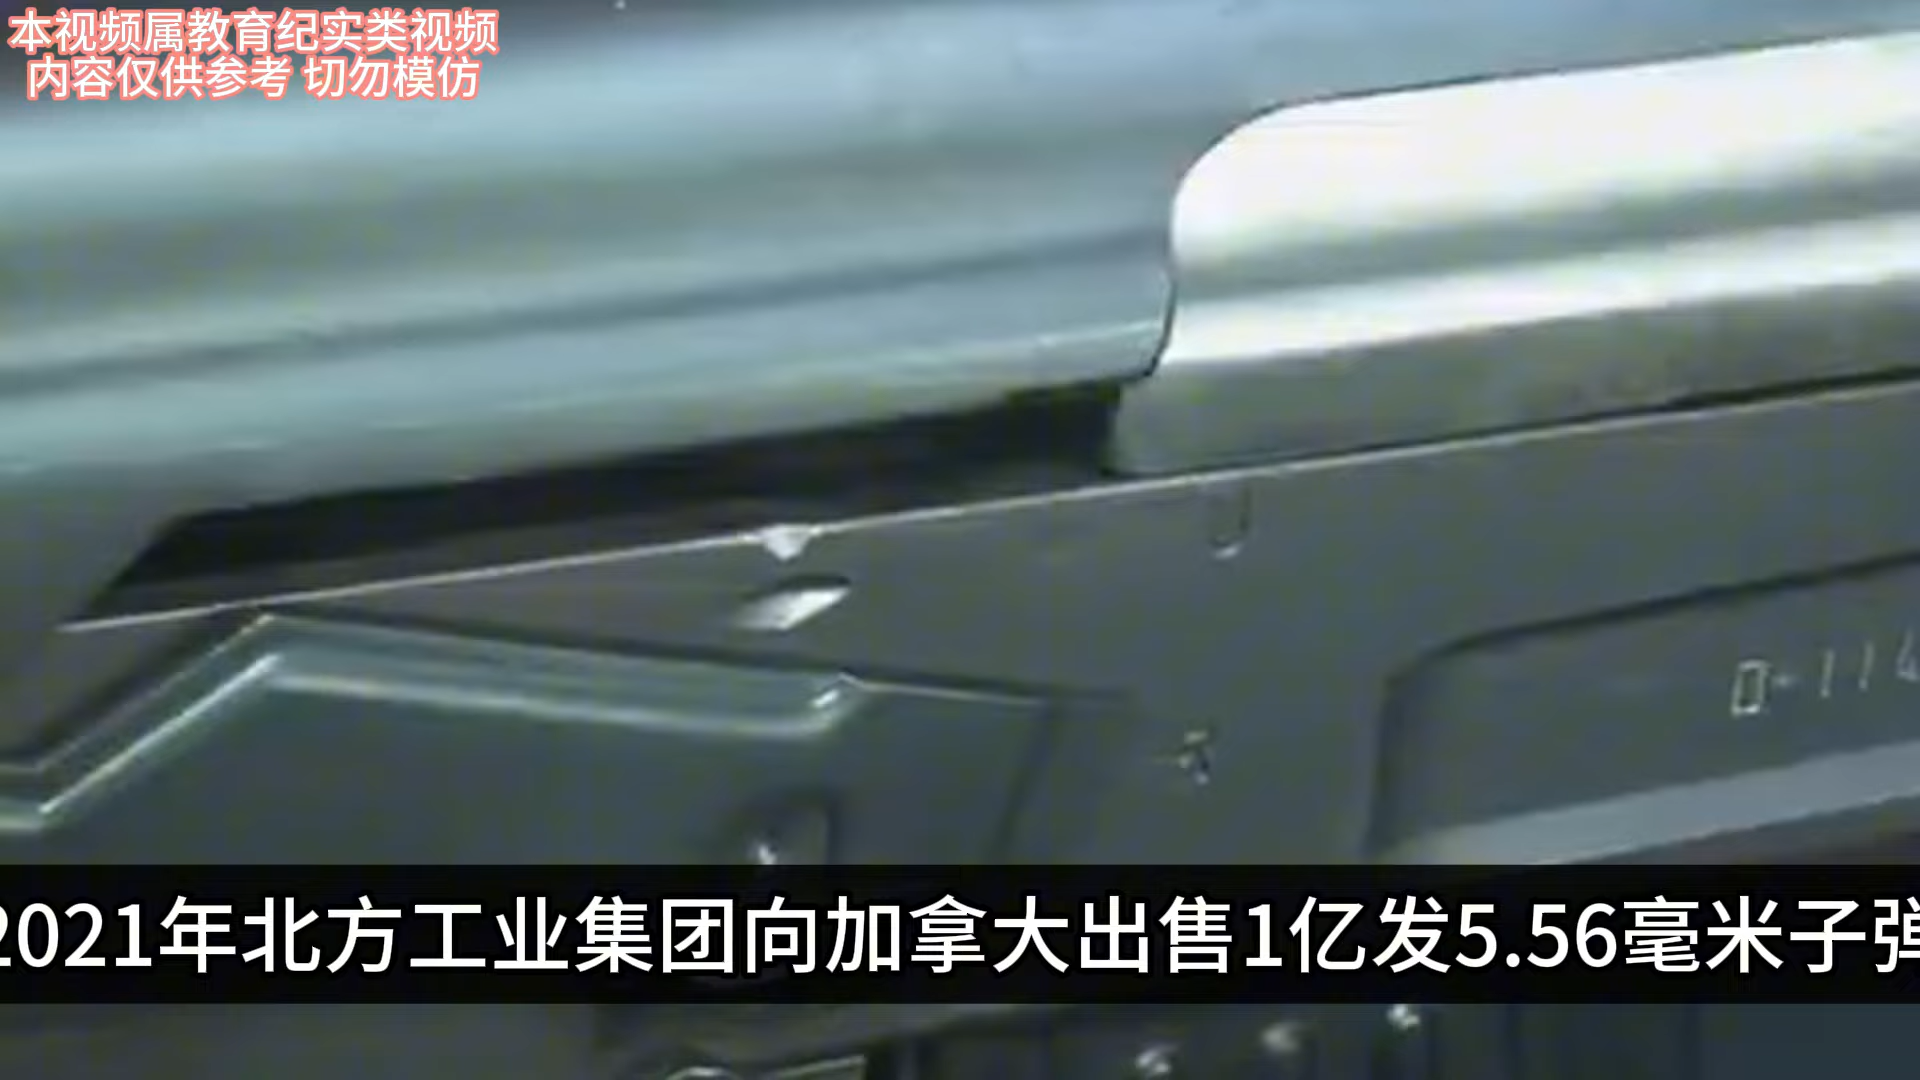 本视频属教育纪实类视频
内容仅供参考 切勿模仿
0-114
2021年北方工业集团向加拿大出售1亿发5.56毫米子弹